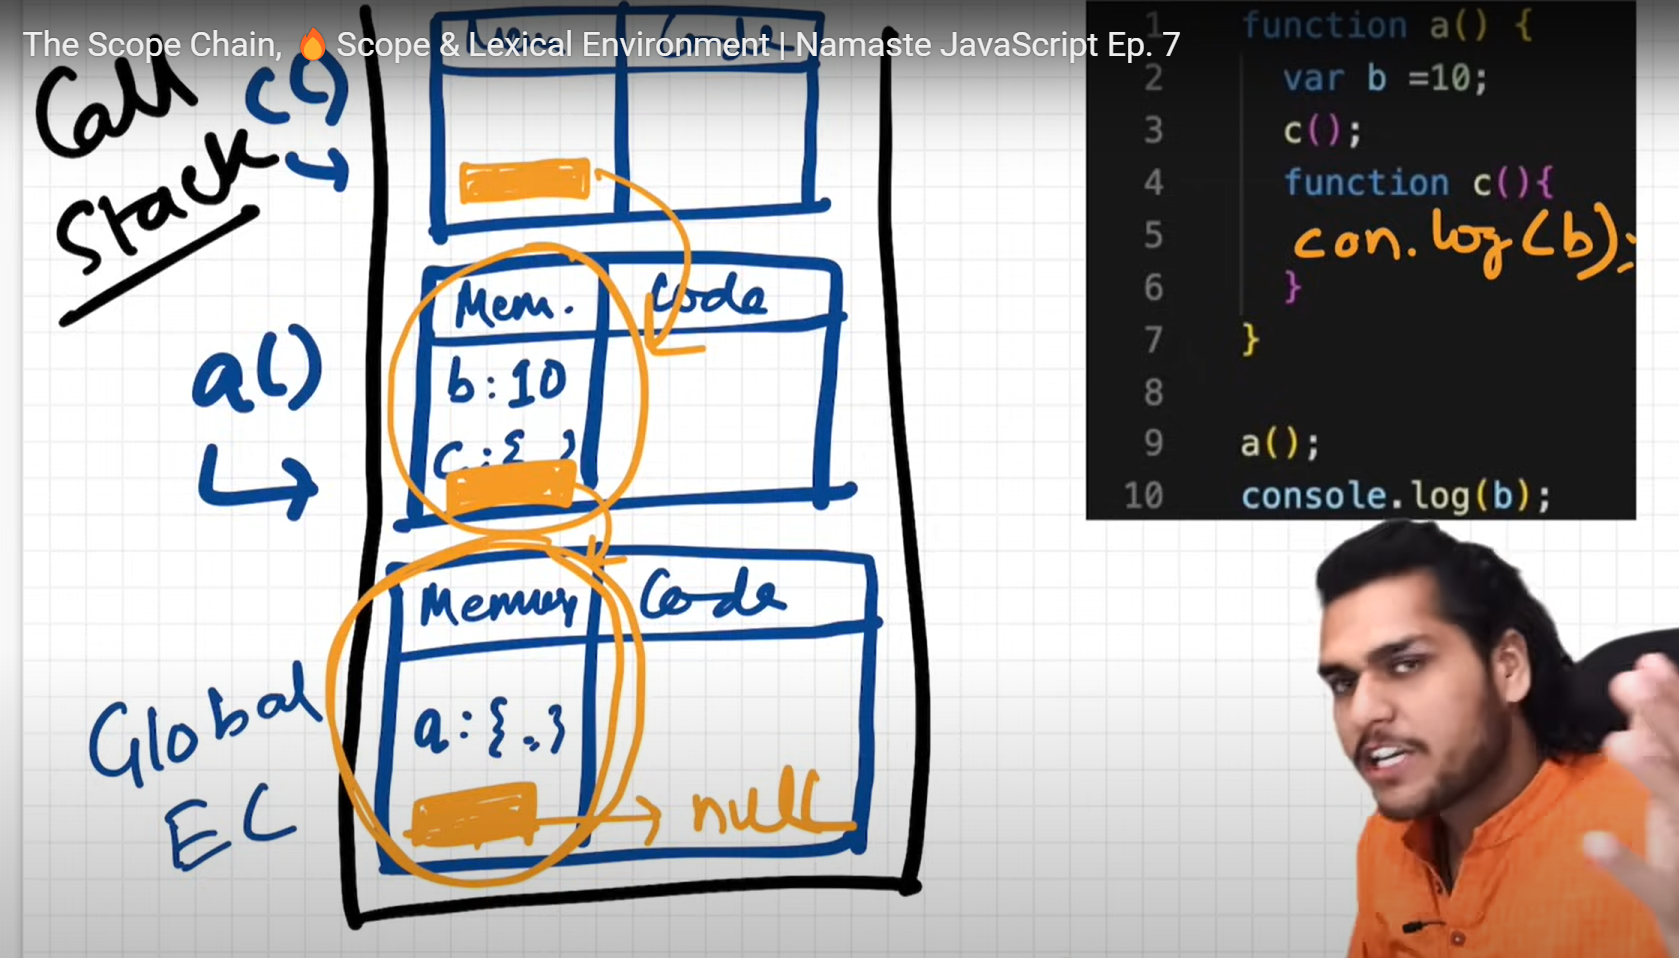 The Scope Chain, 🔥 Scope & Lexical Environment | Namaste JavaScript Ep. 7
Call
Stack
c()
Code
a()
Mem. Code
b : 10
c : {
Global
EC
Memory Code
a : { . }
null
1 function a() {
2 var b =10;
3 c();
4 function c(){
5 con.log(b);
6 }
7 }
8
9 a();
10 console.log(b);